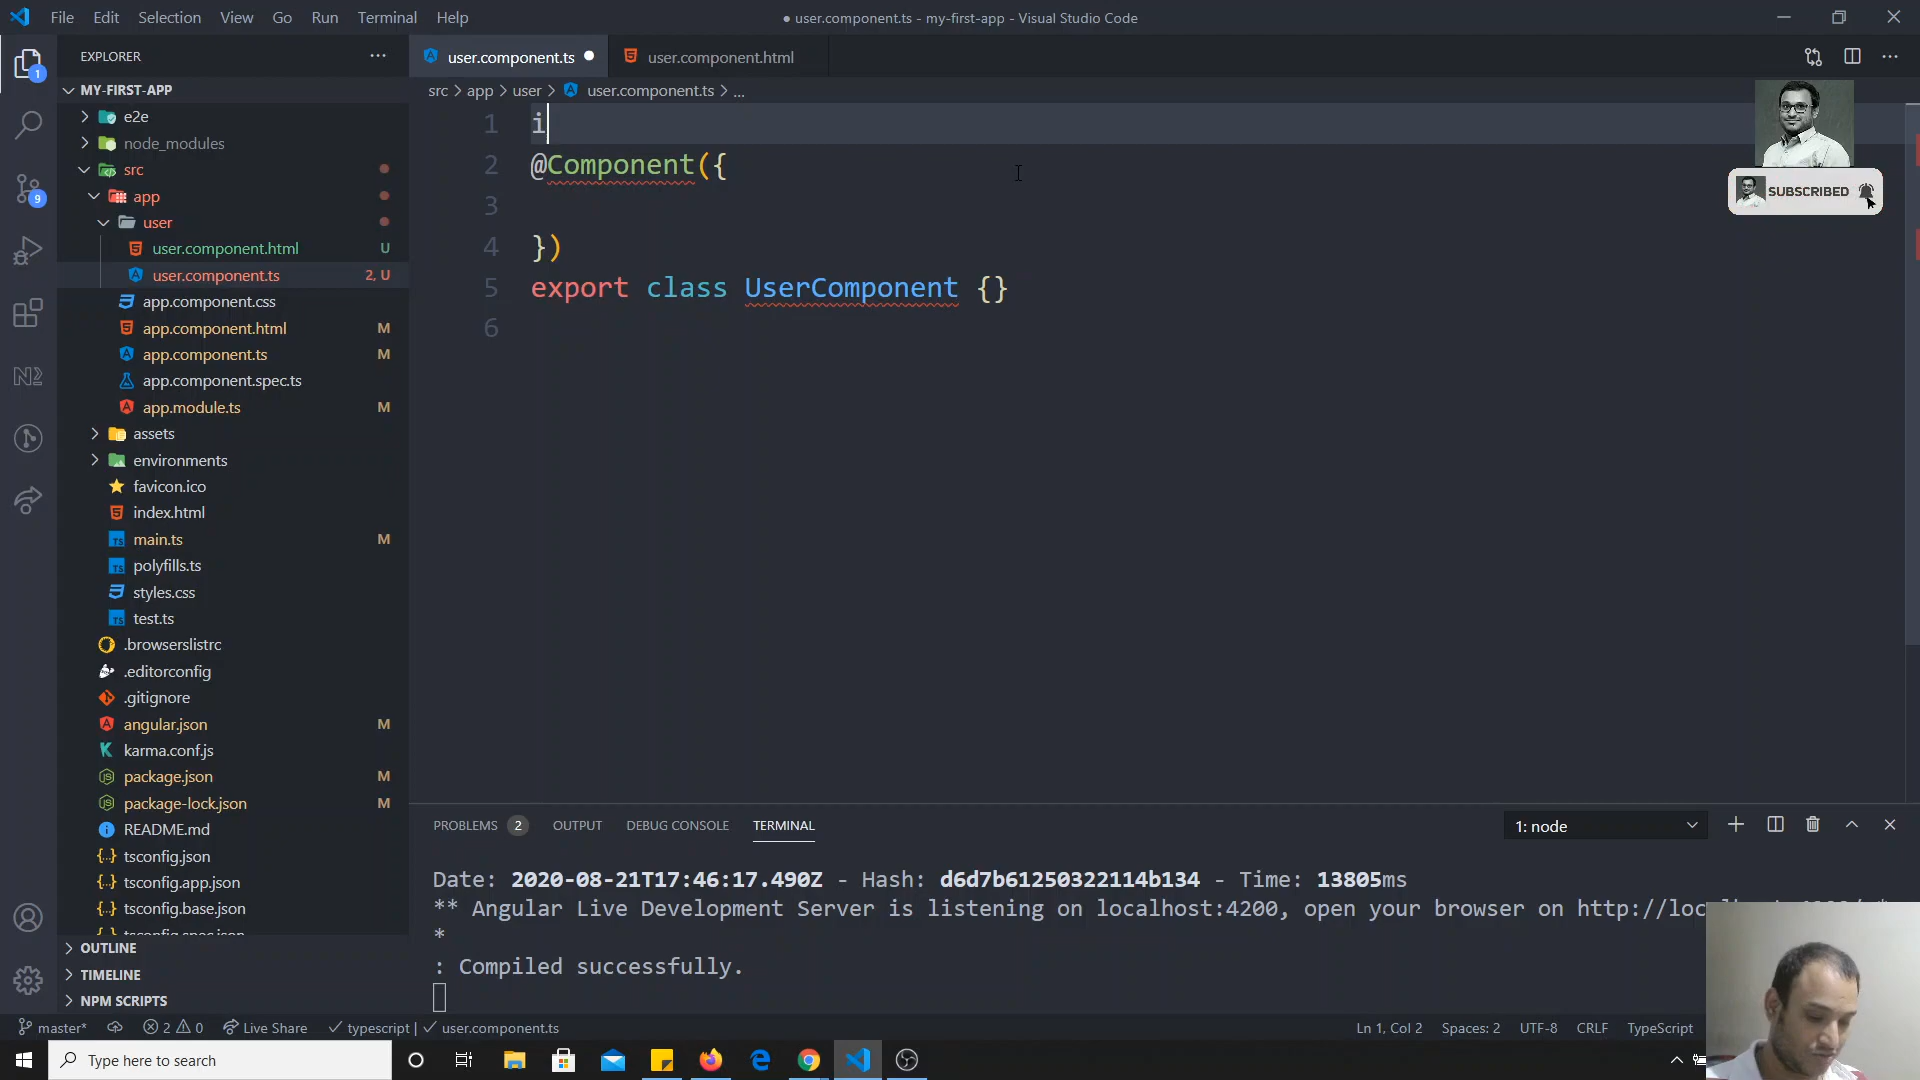 File Edit Selection View Go Run Terminal Help
● user.component.ts - my-first-app - Visual Studio Code
EXPLORER
MY-FIRST-APP
e2e
node_modules
src
app
user
user.component.html U
user.component.ts 2, U
app.component.css
app.component.html M
app.component.ts M
app.component.spec.ts
app.module.ts M
assets
environments
favicon.ico
index.html
main.ts M
polyfills.ts
styles.css
test.ts
.browserslistrc
.editorconfig
.gitignore
angular.json M
karma.conf.js
package.json M
package-lock.json M
README.md
tsconfig.json
tsconfig.app.json
tsconfig.base.json
tsconfig.spec.json
OUTLINE
TIMELINE
NPM SCRIPTS
1
9
user.component.ts
user.component.html
src > app > user > user.component.ts > ...
1 i
2 @Component({
3
4 })
5 export class UserComponent {}
6
SUBSCRIBED
PROBLEMS 2 OUTPUT DEBUG CONSOLE TERMINAL
1: node
Date: 2020-08-21T17:46:17.490Z - Hash: d6d7b61250322114b134 - Time: 13805ms
** Angular Live Development Server is listening on localhost:4200, open your browser on
*
: Compiled successfully.
master* 2 0 Live Share typescript | user.component.ts
Ln 1, Col 2 Spaces: 2 UTF-8 CRLF TypeScript
Type here to search